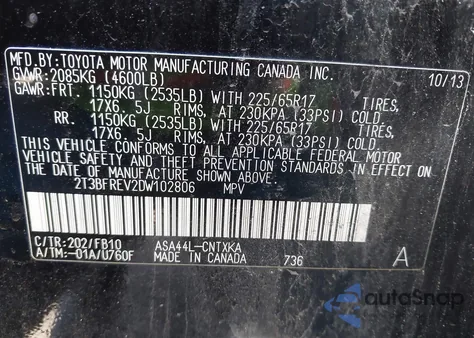 MFD.BY:TOYOTA MOTOR MANUFACTURING CANADA INC. 10/13
GVWR: 2085KG (4600LB)
GAWR:FRT. 1150KG (2535LB) WITH 225/65R17 TIRES,
17X6. 5J RIMS, AT 230KPA (33PSI) COLD.
RR. 1150KG (2535LB) WITH 225/65R17 TIRES,
17X6. 5J RIMS, AT 230KPA (33PSI) COLD.
THIS VEHICLE CONFORMS TO ALL APPLICABLE FEDERAL MOTOR
VEHICLE SAFETY AND THEFT PREVENTION STANDARDS IN EFFECT ON
THE DATE OF MANUFACTURE SHOWN ABOVE.
2T3BFREV2DW102806 MPV
C/TR:202/FB10 ASA44L-CNTXKA
A/TM:-01A/U760F MADE IN CANADA 736 A
autoSnap